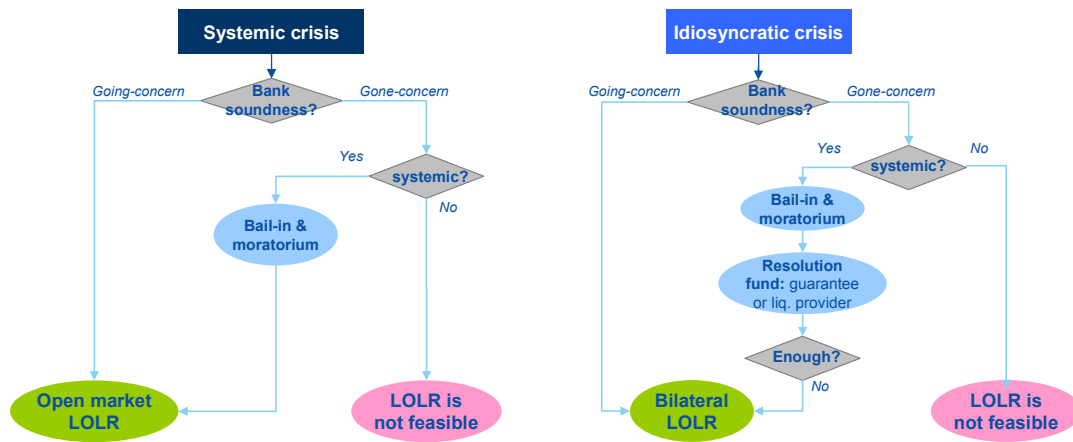 Systemic crisis
Going-concern
Bank
soundness?
Gone-concern
Yes
systemic?
No
Bail-in &
moratorium
Open market
LOLR
LOLR is
not feasible
Idiosyncratic crisis
Going-concern
Bank
soundness?
Gone-concern
Yes
No
systemic?
Bail-in &
moratorium
Resolution
fund: guarantee
or liq. provider
Enough?
No
Bilateral
LOLR
LOLR is
not feasible